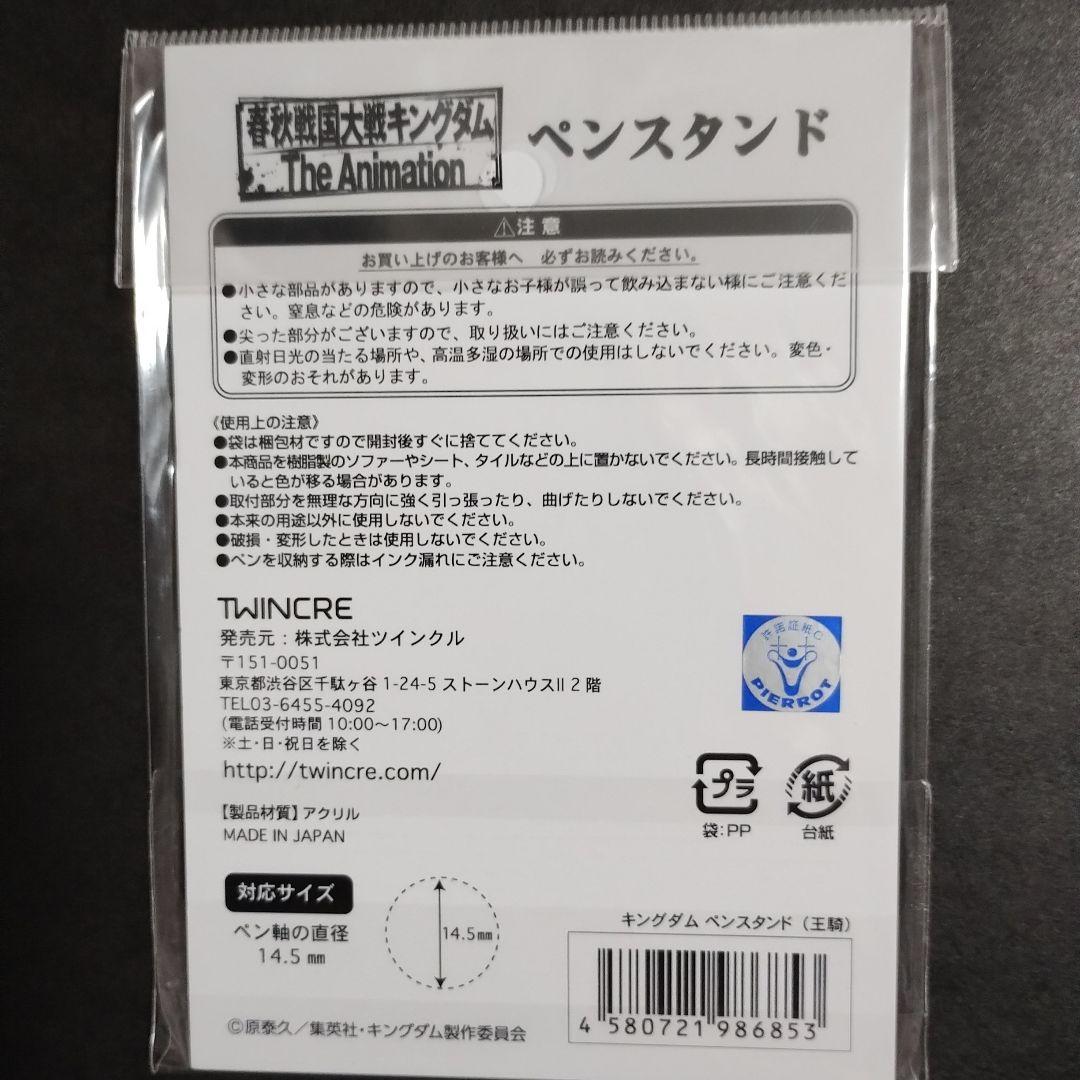 春秋戦国大戦キングダム
The Animation
ペンスタンド
⚠注意
お買い上げのお客様へ 必ずお読みください。
●小さな部品がありますので、小さなお子様が誤って飲み込まない様にご注意くだ
さい。窒息などの危険があります。
●尖った部分がございますので、取り扱いにはご注意ください。
●直射日光の当たる場所や、高温多湿の場所での使用はしないでください。変色・
変形のおそれがあります。
《使用上の注意》
●袋は梱包材ですので開封後すぐに捨ててください。
●本商品を樹脂製のソファーやシート、タイルなどの上に置かないでください。長時間接触して
いると色が移る場合があります。
●取付部分を無理な方向に強く引っ張ったり、曲げたりしないでください。
●本来の用途以外に使用しないでください。
●破損・変形したときは使用しないでください。
●ペンを収納する際はインク漏れにご注意ください。
TWINCRE
発売元：株式会社ツインクル
〒151-0051
東京都渋谷区千駄ヶ谷1-24-5 ストーンハウスII 2階
TEL03-6455-4092
(電話受付時間 10:00～17:00)
※土・日・祝日を除く
http://twincre.com/
許諾証紙C
PIERROT
プラ
袋：PP
紙
台紙
【製品材質】アクリル
MADE IN JAPAN
対応サイズ
ペン軸の直径
14.5㎜
14.5㎜
キングダム ペンスタンド（王騎）
4 580721 986853
©原泰久／集英社・キングダム製作委員会